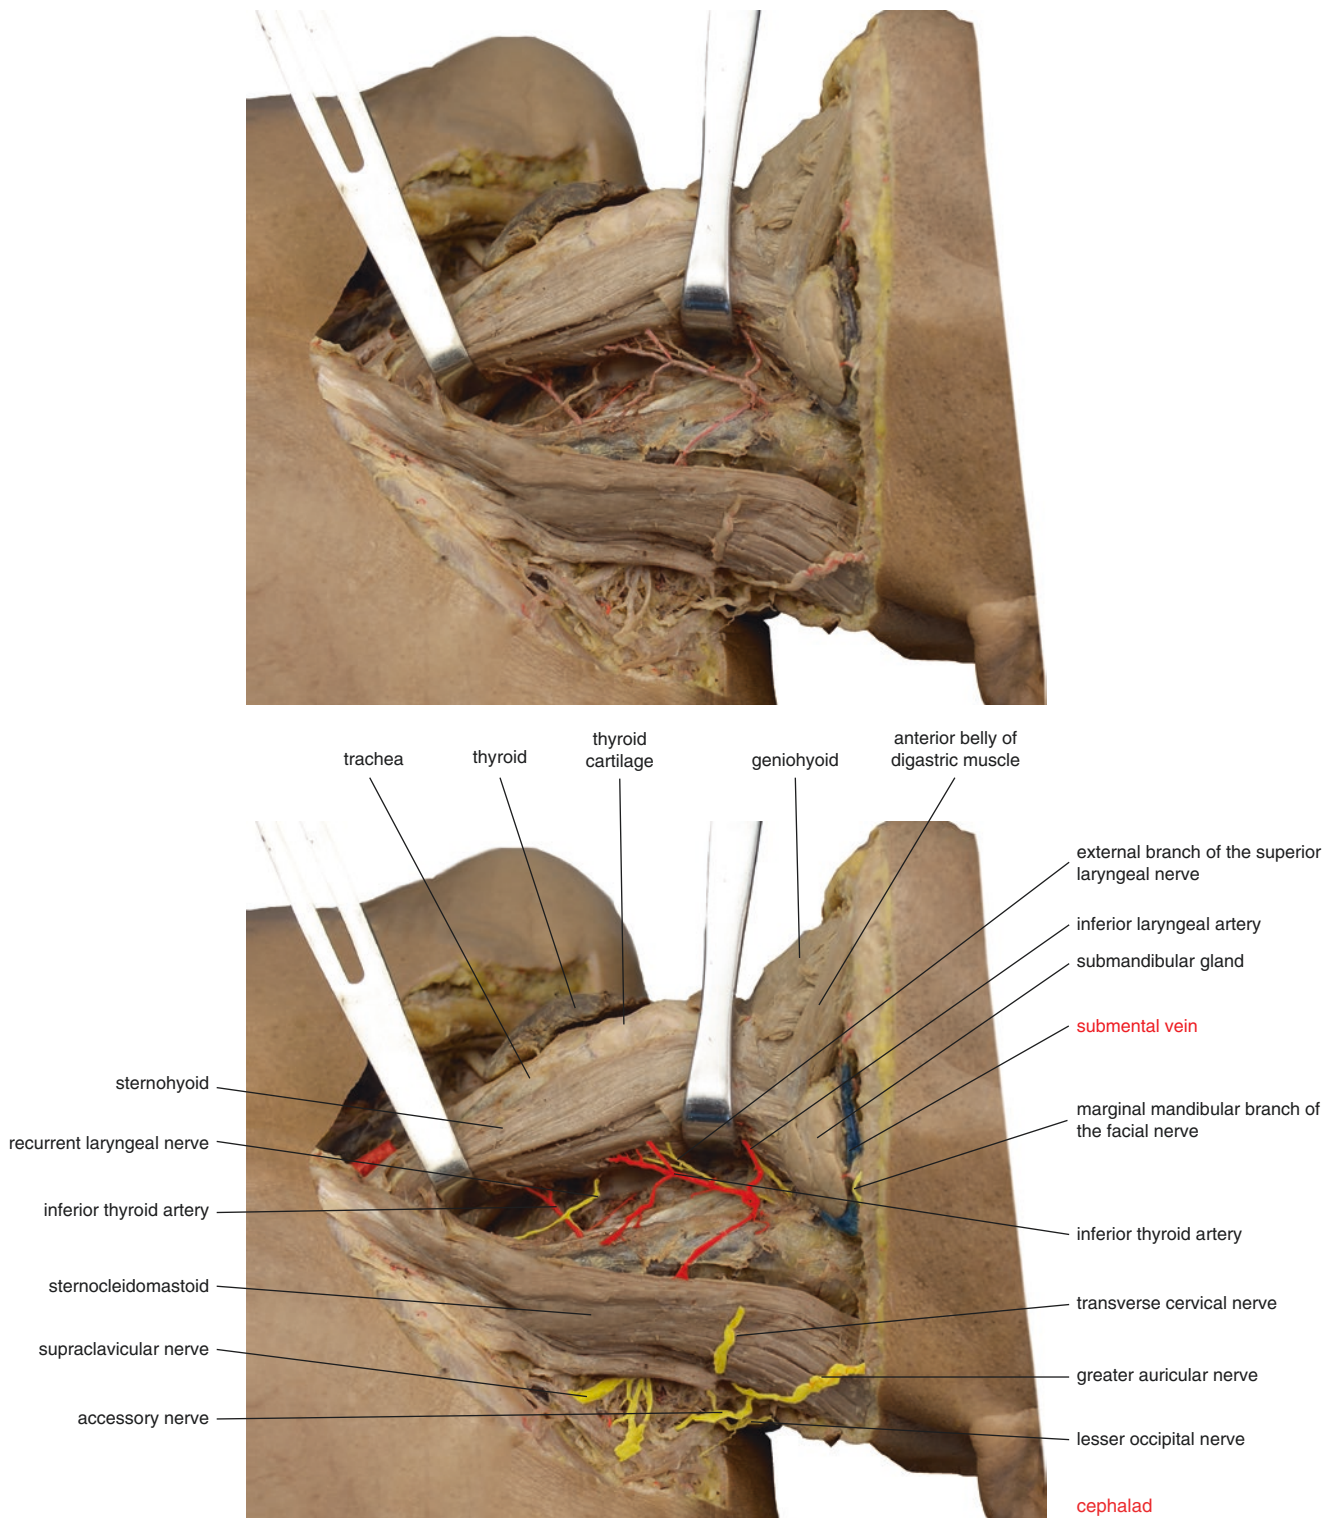 trachea
thyroid
thyroid
cartilage
geniohyoid
anterior belly of
digastric muscle
external branch of the superior
laryngeal nerve
inferior laryngeal artery
submandibular gland
submental vein
marginal mandibular branch of
the facial nerve
inferior thyroid artery
transverse cervical nerve
greater auricular nerve
lesser occipital nerve
cephalad
sternohyoid
recurrent laryngeal nerve
inferior thyroid artery
sternocleidomastoid
supraclavicular nerve
accessory nerve